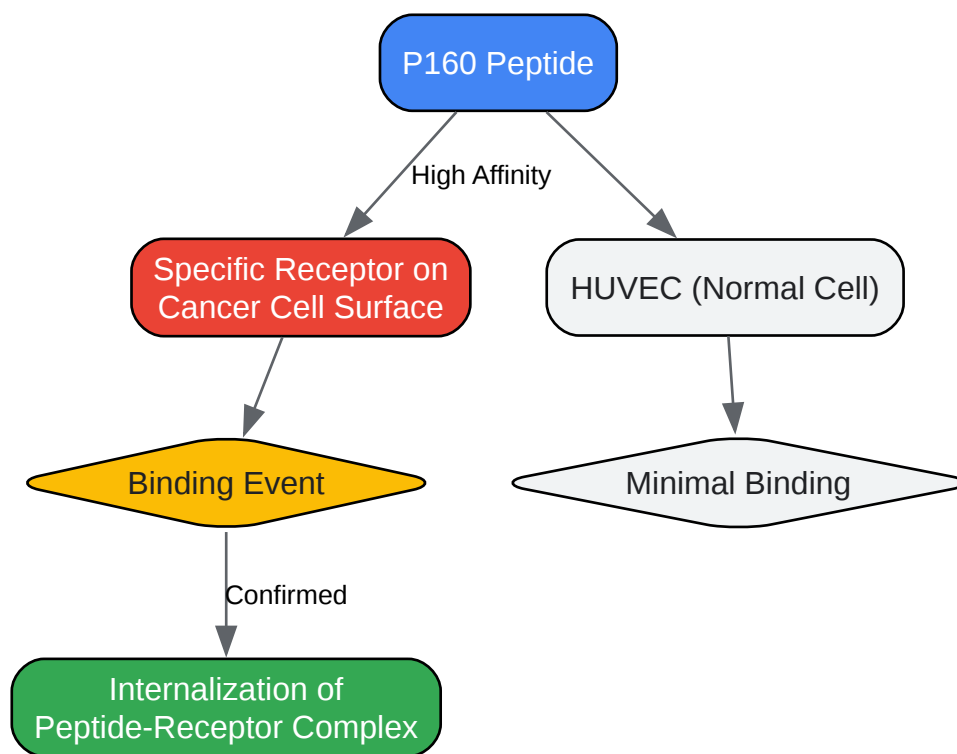 P160 Peptide
High Affinity
Specific Receptor on
Cancer Cell Surface
HUVEC (Normal Cell)
Binding Event
Minimal Binding
Confirmed
Internalization of
Peptide-Receptor Complex